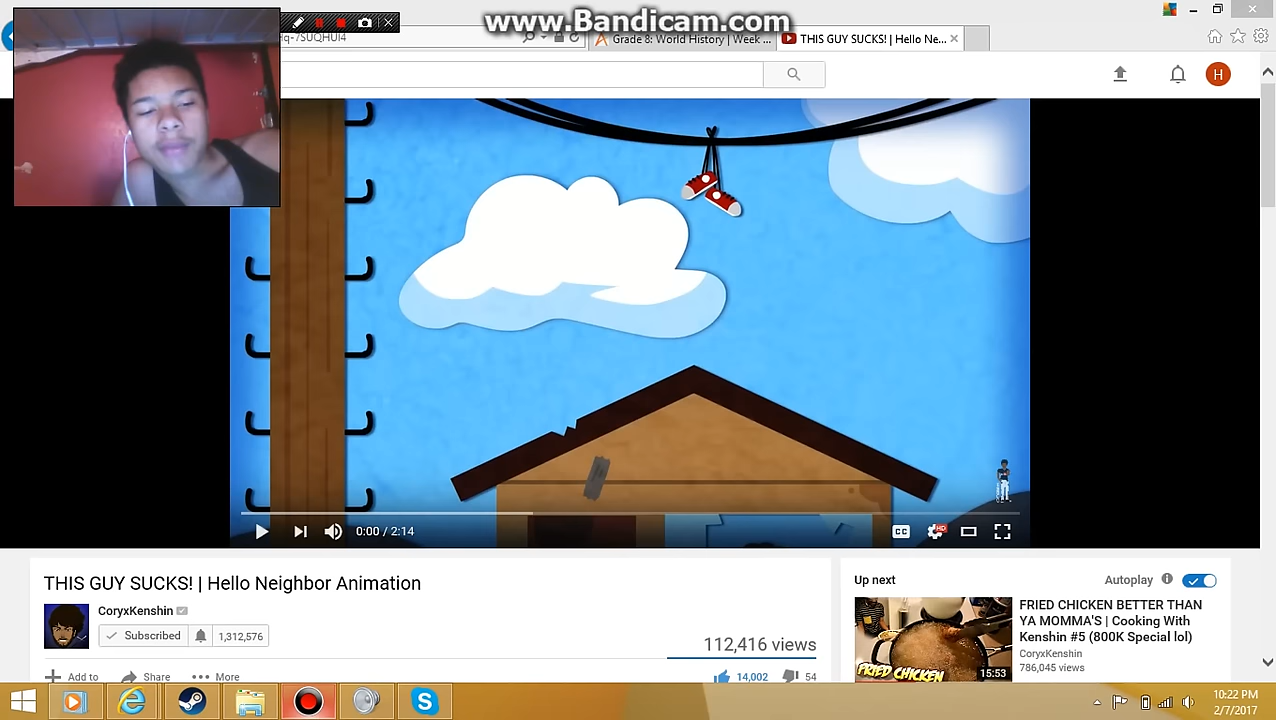 www.Bandicam.com
q-7SUQHUI4
Grade 8: World History | Week ...
THIS GUY SUCKS! | Hello Ne...
H
0:00 / 2:14
CC
HD
THIS GUY SUCKS! | Hello Neighbor Animation
CoryxKenshin
Subscribed
1,312,576
112,416 views
Add to
Share
More
14,002
54
Up next
Autoplay
FRIED CHICKEN BETTER THAN
YA MOMMA'S | Cooking With
Kenshin #5 (800K Special lol)
CoryxKenshin
786,045 views
FRIED CHICKEN
15:53
10:22 PM
2/7/2017